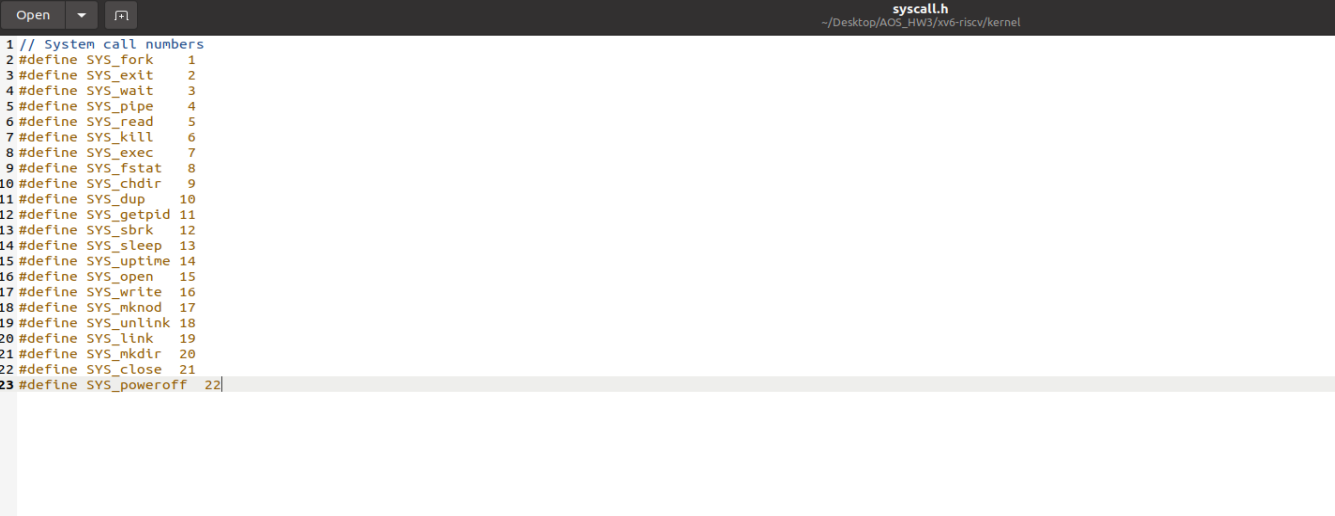 Open
syscall.h
~/Desktop/AOS_HW3/xv6-riscv/kernel
1 // System call numbers
2 #define SYS_fork    1
3 #define SYS_exit    2
4 #define SYS_wait    3
5 #define SYS_pipe    4
6 #define SYS_read    5
7 #define SYS_kill    6
8 #define SYS_exec    7
9 #define SYS_fstat   8
10 #define SYS_chdir   9
11 #define SYS_dup    10
12 #define SYS_getpid 11
13 #define SYS_sbrk   12
14 #define SYS_sleep  13
15 #define SYS_uptime 14
16 #define SYS_open   15
17 #define SYS_write  16
18 #define SYS_mknod  17
19 #define SYS_unlink 18
20 #define SYS_link   19
21 #define SYS_mkdir  20
22 #define SYS_close  21
23 #define SYS_poweroff  22